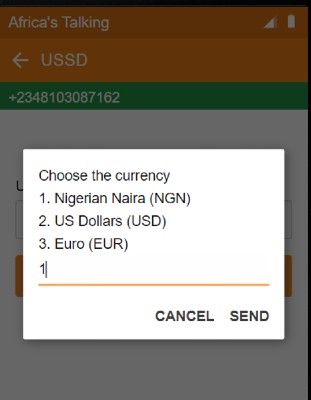 Africa's Talking
USSD
+2348103087162
Choose the currency
1. Nigerian Naira (NGN)
2. US Dollars (USD)
3. Euro (EUR)
1
CANCEL SEND